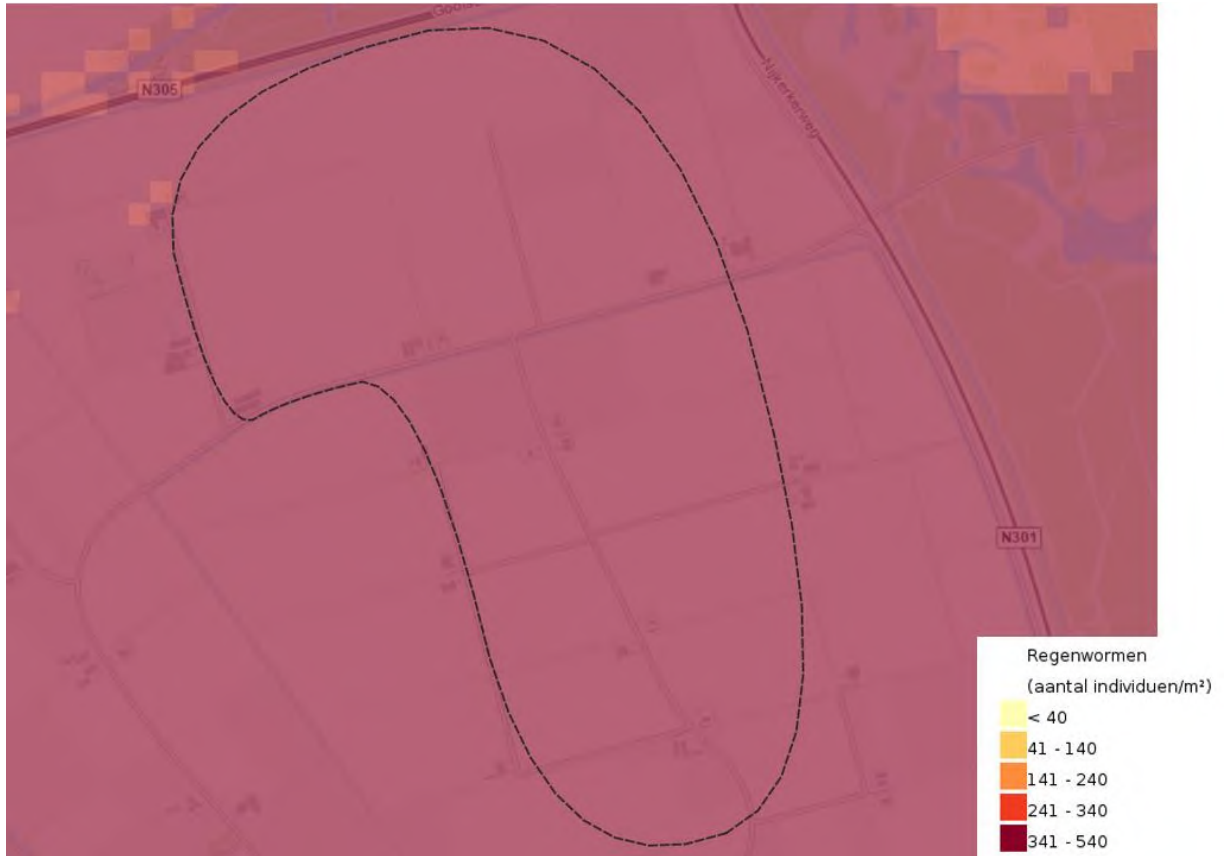 N305
Nijkerkerweg
N301
Regenwormen
(aantal individuen/m²)
< 40
41 - 140
141 - 240
241 - 340
341 - 540